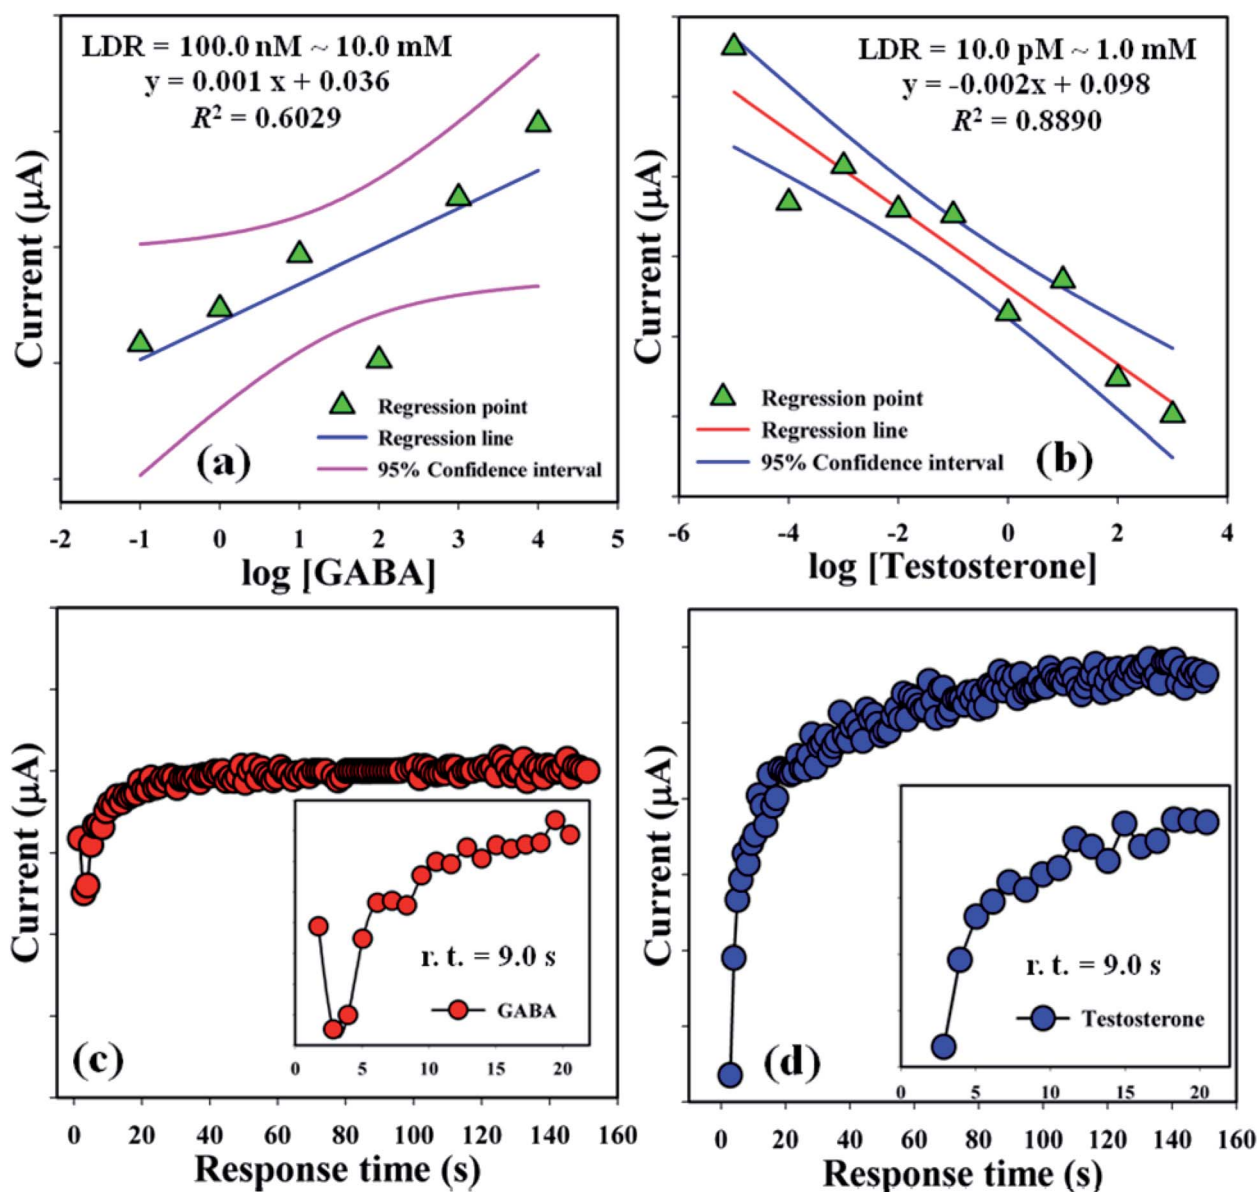 LDR = 100.0 nM ~ 10.0 mM
y = 0.001 x + 0.036
R² = 0.6029
Current (µA)
Regression point
Regression line
95% Confidence interval
(a)
-2 -1 0 1 2 3 4 5
log [GABA]
LDR = 10.0 pM ~ 1.0 mM
y = -0.002x + 0.098
R² = 0.8890
Current (µA)
Regression point
Regression line
95% Confidence interval
(b)
-6 -4 -2 0 2 4
log [Testosterone]
Current (µA)
r. t. = 9.0 s
GABA
0 5 10 15 20
(c)
0 20 40 60 80 100 120 140 160
Response time (s)
Current (µA)
r. t. = 9.0 s
Testosterone
0 5 10 15 20
(d)
0 20 40 60 80 100 120 140 160
Response time (s)